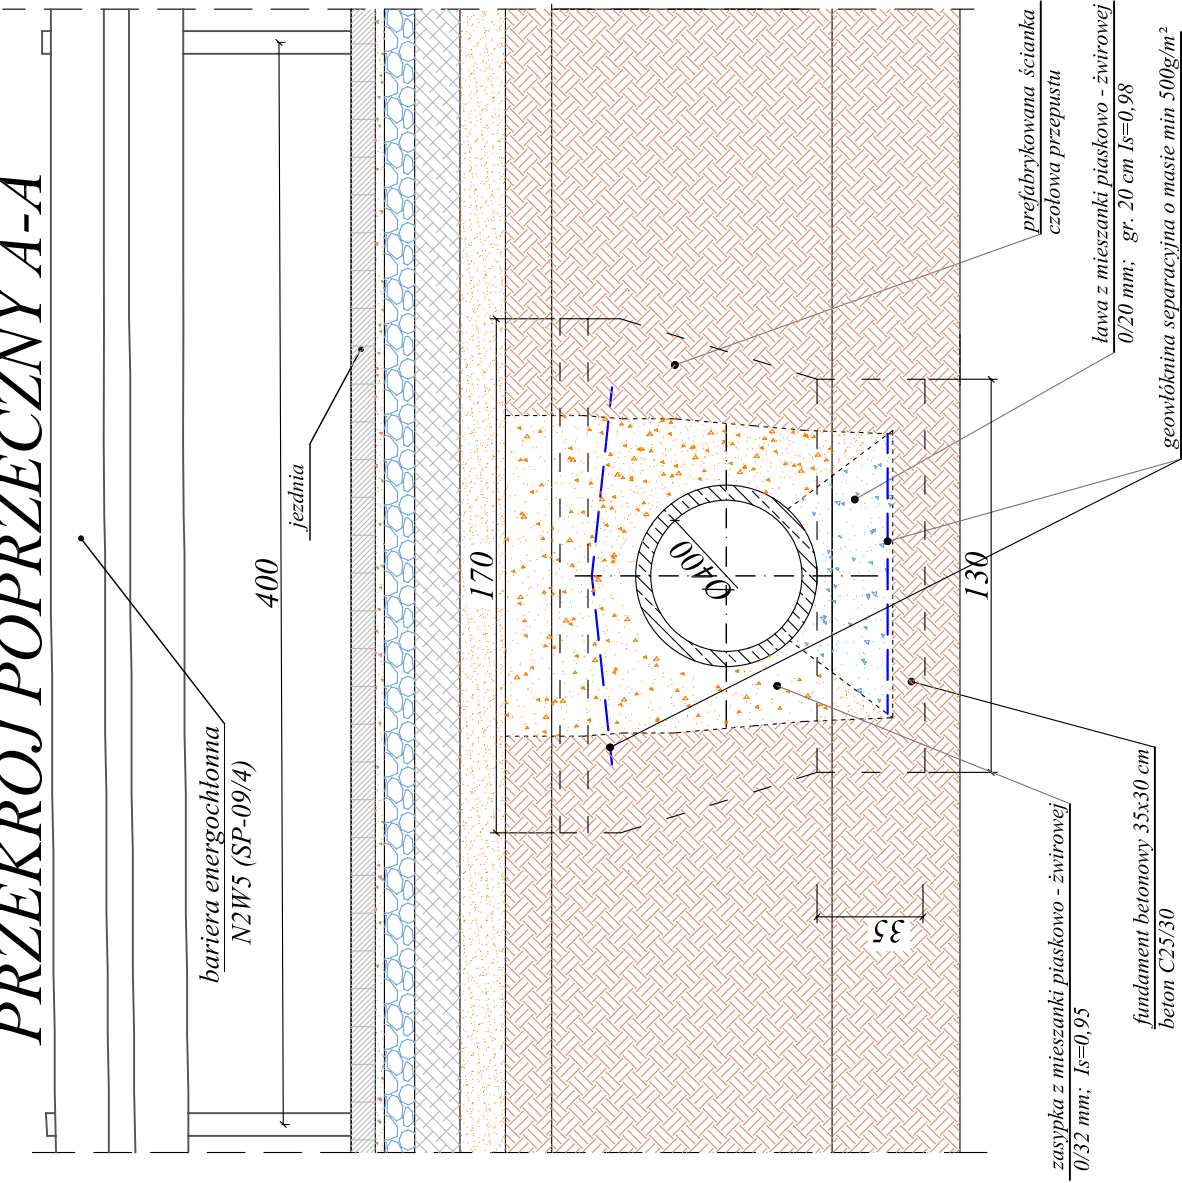 PRZEKRÓJ POPRZECZNY A-A
bariera energochłonna
N2W5 (SP-09/4)
400
jezdnia
170
Ø400
130
35
prefabrykowana ścianka
czołowa przepustu
ława z mieszanki piaskowo - żwirowej
0/20 mm; gr. 20 cm Is=0,98
geowłóknina separacyjna o masie min 500g/m²
zasypka z mieszanki piaskowo - żwirowej
0/32 mm; Is=0,95
fundament betonowy 35x30 cm
beton C25/30